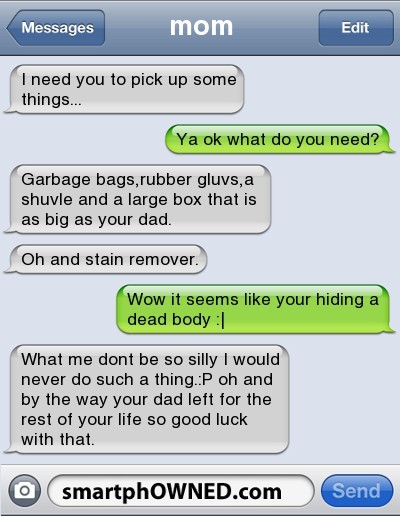 Messages
mom
Edit
I need you to pick up some
things...
Ya ok what do you need?
Garbage bags,rubber gluvs,a
shuvle and a large box that is
as big as your dad.
Oh and stain remover.
Wow it seems like your hiding a
dead body :|
What me dont be so silly I would
never do such a thing.:P oh and
by the way your dad left for the
rest of your life so good luck
with that.
smartphOWNED.com
Send